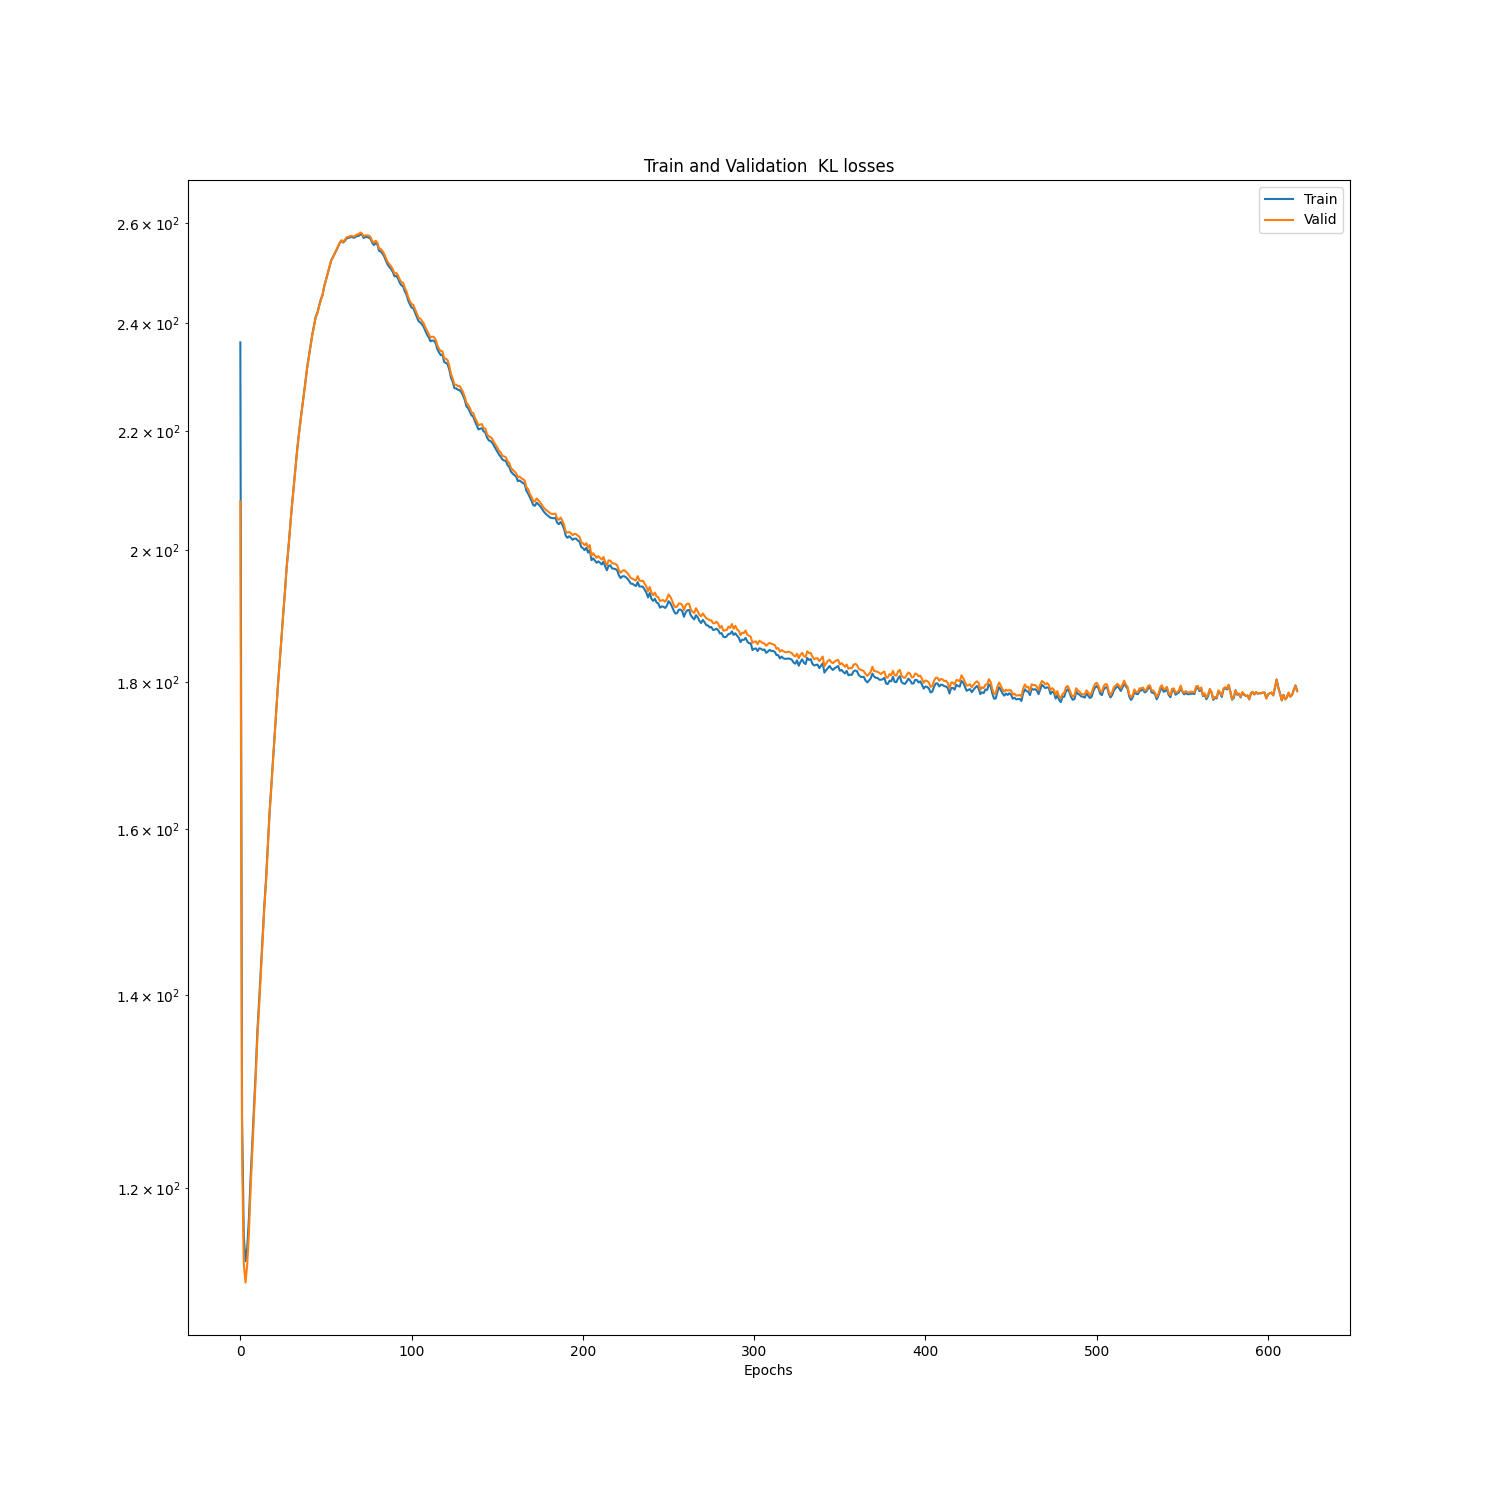 Train and Validation  KL losses
Train
Valid
2.6 × 10²
2.4 × 10²
2.2 × 10²
2 × 10²
1.8 × 10²
1.6 × 10²
1.4 × 10²
1.2 × 10²
0 100 200 300 400 500 600
Epochs